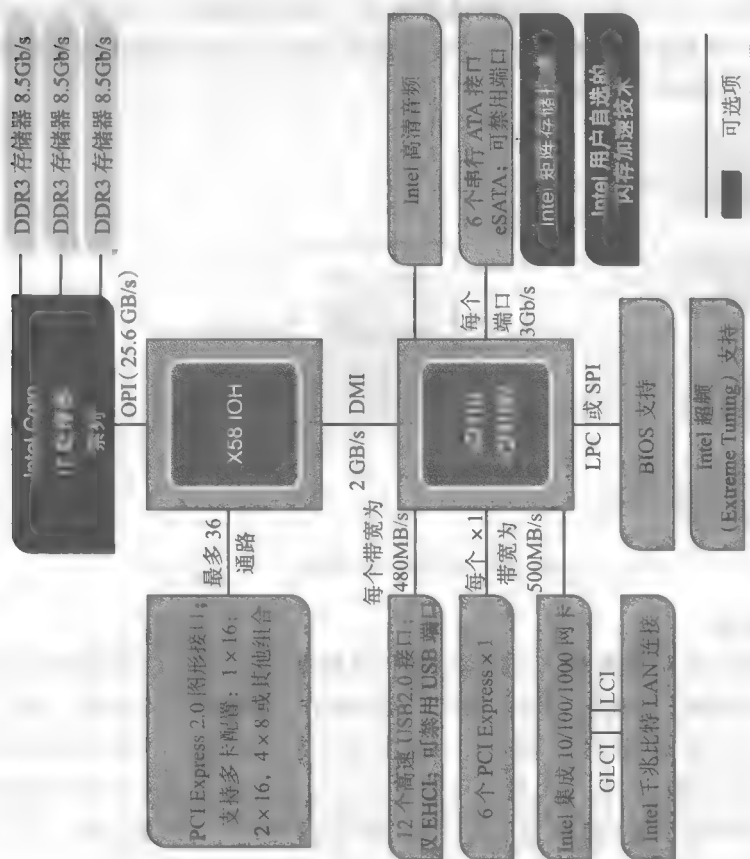 DDR3 存储器 8.5Gb/s
DDR3 存储器 8.5Gb/s
DDR3 存储器 8.5Gb/s
Intel Core
系列
QPI（25.6 GB/s）
X58 IOH
最多 36
通路
PCI Express 2.0 图形接口；
支持多卡配置：1×16；
2×16，4×8 或其他组合
2 GB/s DMI
每个带宽为
480MB/s
12 个高速 USB2.0 接口；
双 EHCI；可禁用 USB 端口
每个 ×1
带宽为
500MB/s
6 个 PCI Express×1
Intel 集成 10/100/1000 网卡
GLCI
LCI
Intel 千兆比特 LAN 连接
Intel 高清音频
每个
端口
3Gb/s
6 个串行 ATA 接口
eSATA；可禁用端口
Intel 矩阵存储
Intel 用户自选的
闪存加速技术
LPC 或 SPI
BIOS 支持
Intel 超频
（Extreme Tuning）支持
可选项